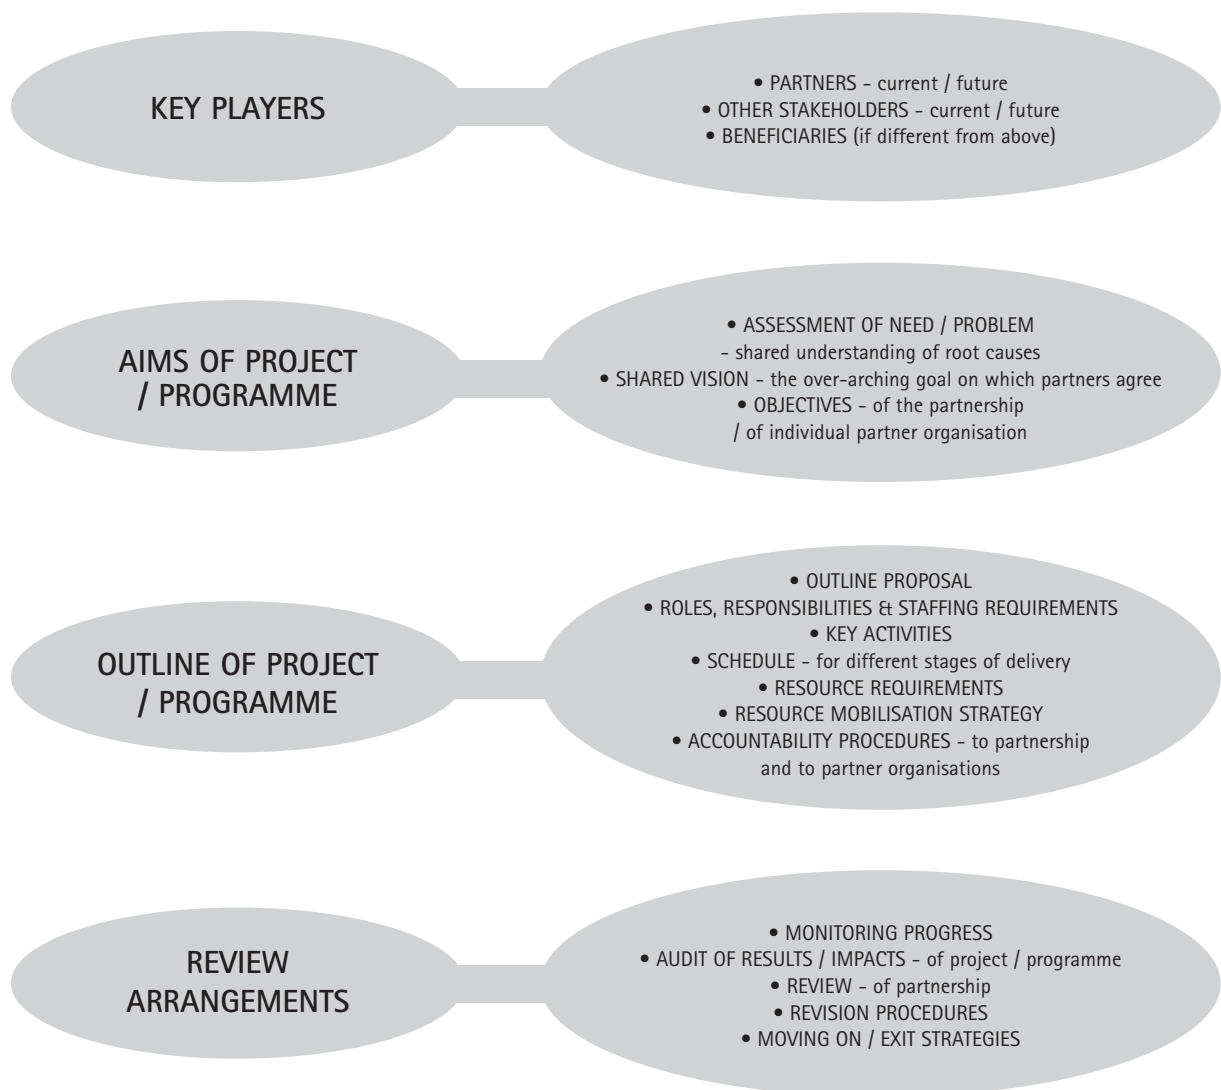 KEY PLAYERS
• PARTNERS - current / future
• OTHER STAKEHOLDERS - current / future
• BENEFICIARIES (if different from above)
AIMS OF PROJECT
/ PROGRAMME
• ASSESSMENT OF NEED / PROBLEM
- shared understanding of root causes
• SHARED VISION - the over-arching goal on which partners agree
• OBJECTIVES - of the partnership
/ of individual partner organisation
OUTLINE OF PROJECT
/ PROGRAMME
• OUTLINE PROPOSAL
• ROLES, RESPONSIBILITIES & STAFFING REQUIREMENTS
• KEY ACTIVITIES
• SCHEDULE - for different stages of delivery
• RESOURCE REQUIREMENTS
• RESOURCE MOBILISATION STRATEGY
• ACCOUNTABILITY PROCEDURES - to partnership
and to partner organisations
REVIEW
ARRANGEMENTS
• MONITORING PROGRESS
• AUDIT OF RESULTS / IMPACTS - of project / programme
• REVIEW - of partnership
• REVISION PROCEDURES
• MOVING ON / EXIT STRATEGIES